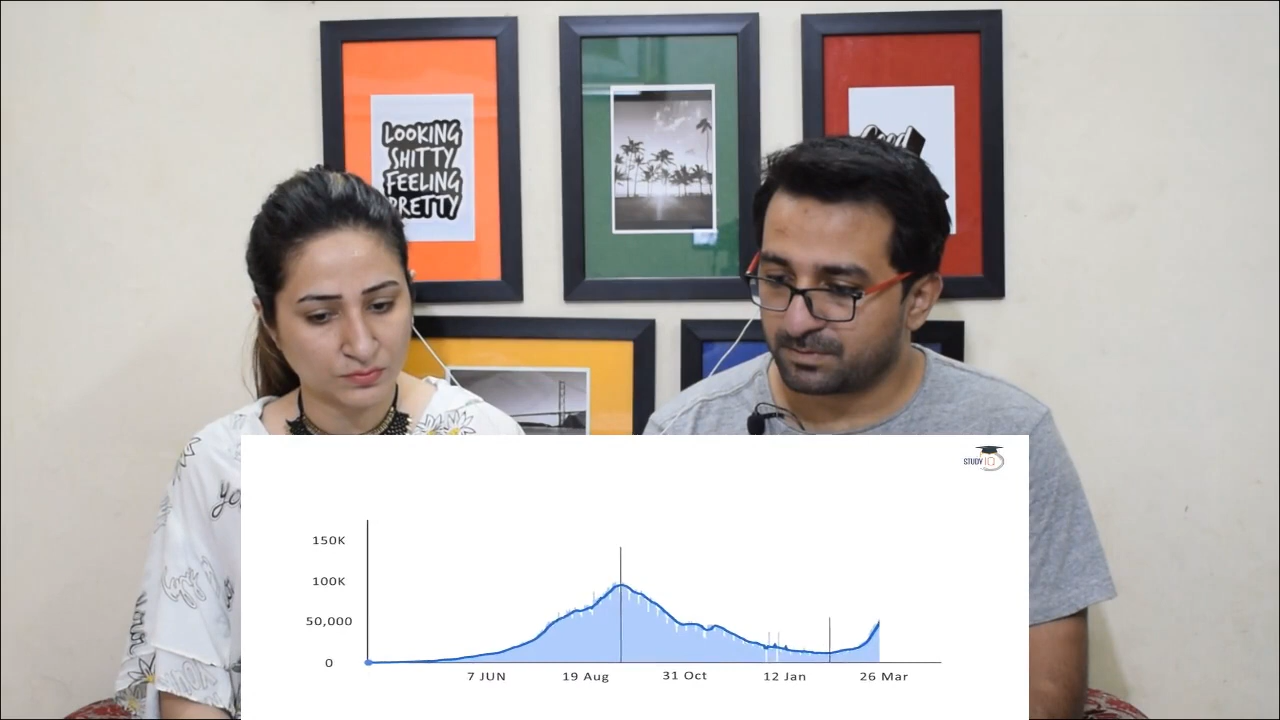 LOOKING
SHITTY
FEELING
PRETTY
STUDY IQ
150K
100K
50,000
0
7 JUN
19 Aug
31 Oct
12 Jan
26 Mar